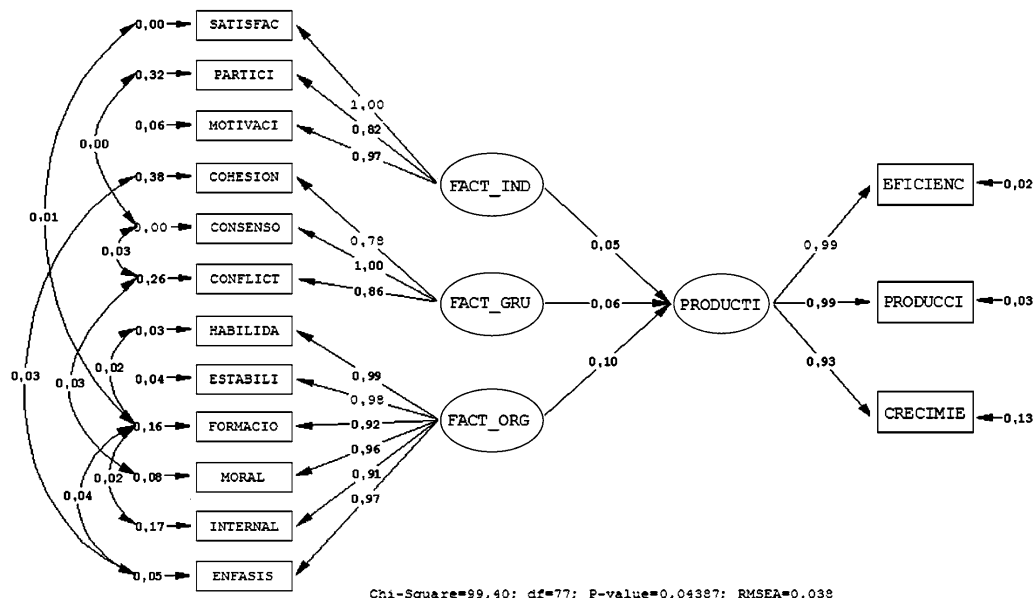 0,00 SATISFAC
0,32 PARTICI
1,00
0,82
0,06 MOTIVACI
0,97
0,00
0,38 COHESION
FACT_IND
EFICIENC 0,02
0,01
0,00 CONSENSO
0,78
0,05
0,99
0,03
1,00
0,26 CONFLICT
0,86
FACT_GRU
0,06
PRODUCTI
0,99
PRODUCCI 0,03
0,03 HABILIDA
0,10
0,93
0,02
0,03
0,03
0,04 ESTABILI
0,99
0,98
0,16 FORMACIO
0,92
FACT_ORG
CRECIMIE 0,13
0,96
0,08 MORAL
0,02
0,91
0,04
0,97
0,17 INTERNAL
0,05 ENFASIS
Chi-Square=99,40; df=77; P-value=0,04387; RMSEA=0,038